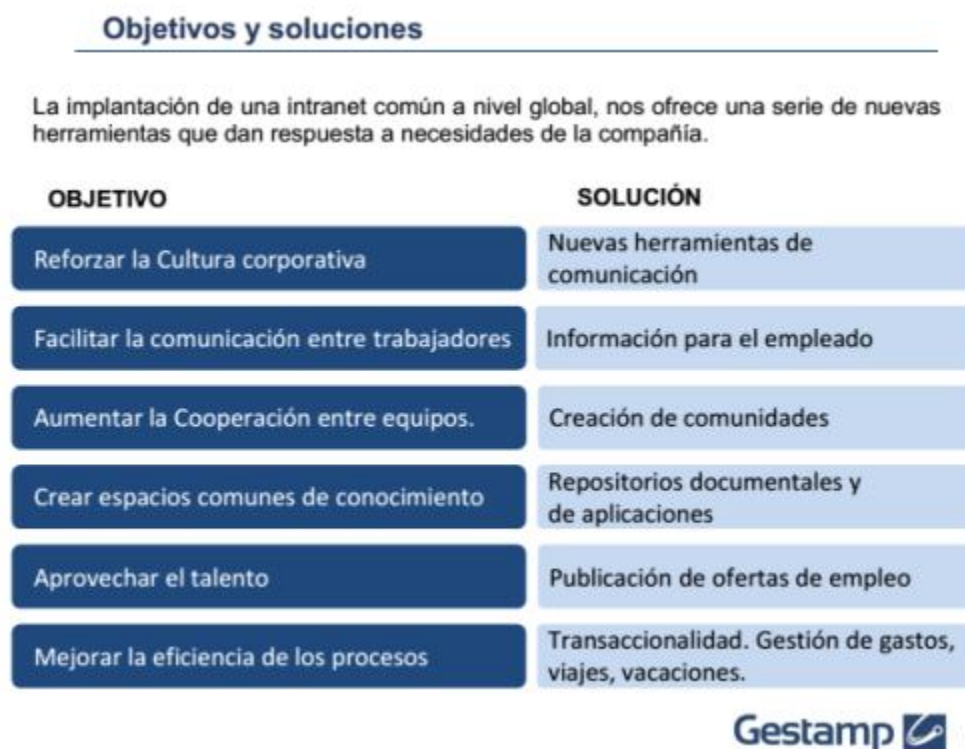 Objetivos y soluciones
La implantación de una intranet común a nivel global, nos ofrece una serie de nuevas
herramientas que dan respuesta a necesidades de la compañía.
OBJETIVO
SOLUCIÓN
Reforzar la Cultura corporativa
Nuevas herramientas de
comunicación
Facilitar la comunicación entre trabajadores
Información para el empleado
Aumentar la Cooperación entre equipos.
Creación de comunidades
Crear espacios comunes de conocimiento
Repositorios documentales y
de aplicaciones
Aprovechar el talento
Publicación de ofertas de empleo
Mejorar la eficiencia de los procesos
Transaccionalidad. Gestión de gastos,
viajes, vacaciones.
Gestamp